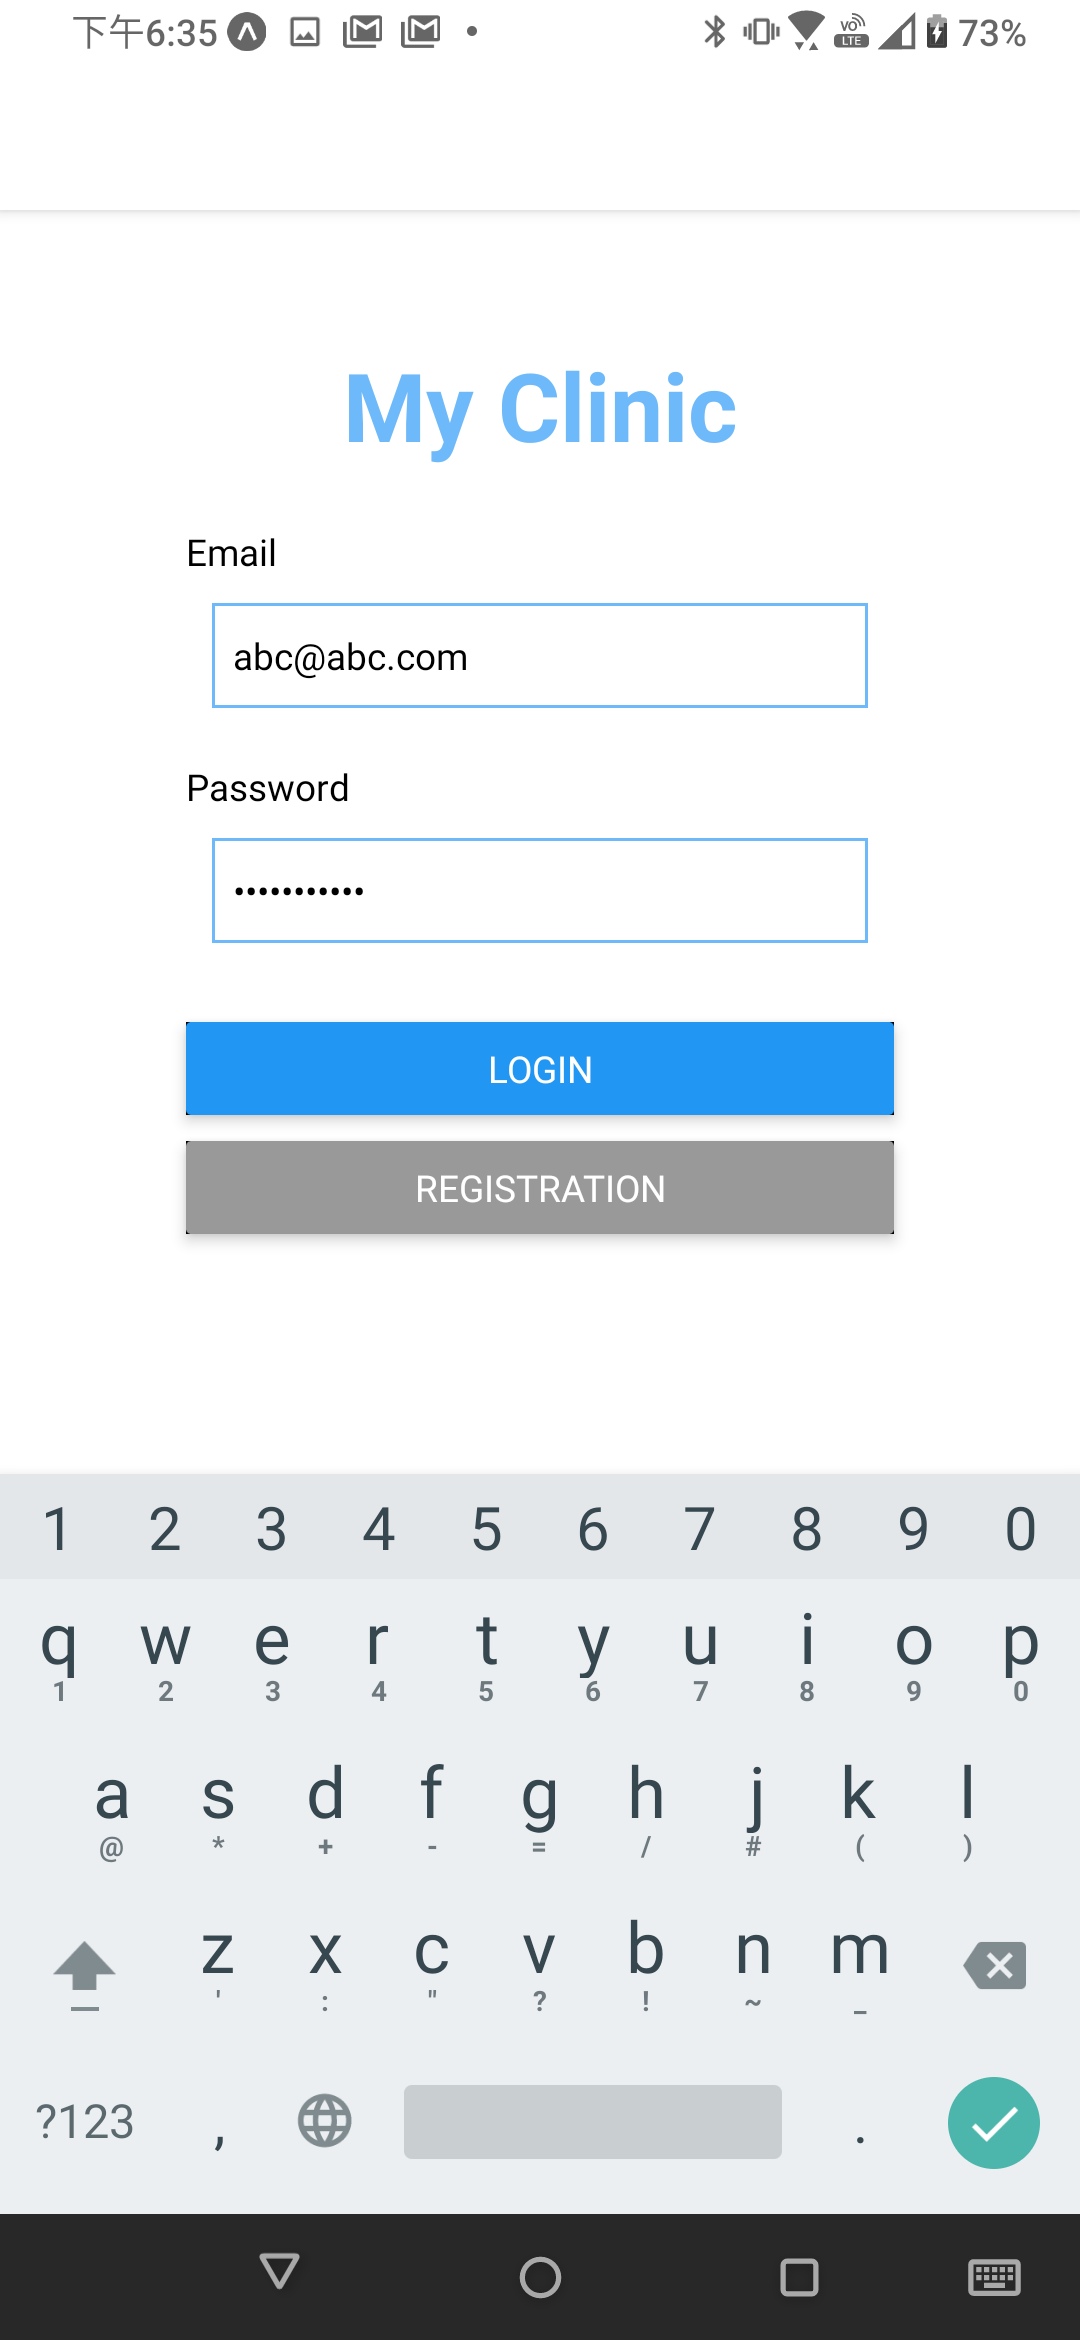 下午6:35 73%
My Clinic
Email
abc@abc.com
Password
•••••••••••
LOGIN
REGISTRATION
1 2 3 4 5 6 7 8 9 0
q w e r t y u i o p
1 2 3 4 5 6 7 8 9 0
a s d f g h j k l
@ * + - = / # ( )
z x c v b n m
' : " ? ! ~ _
?123 , .